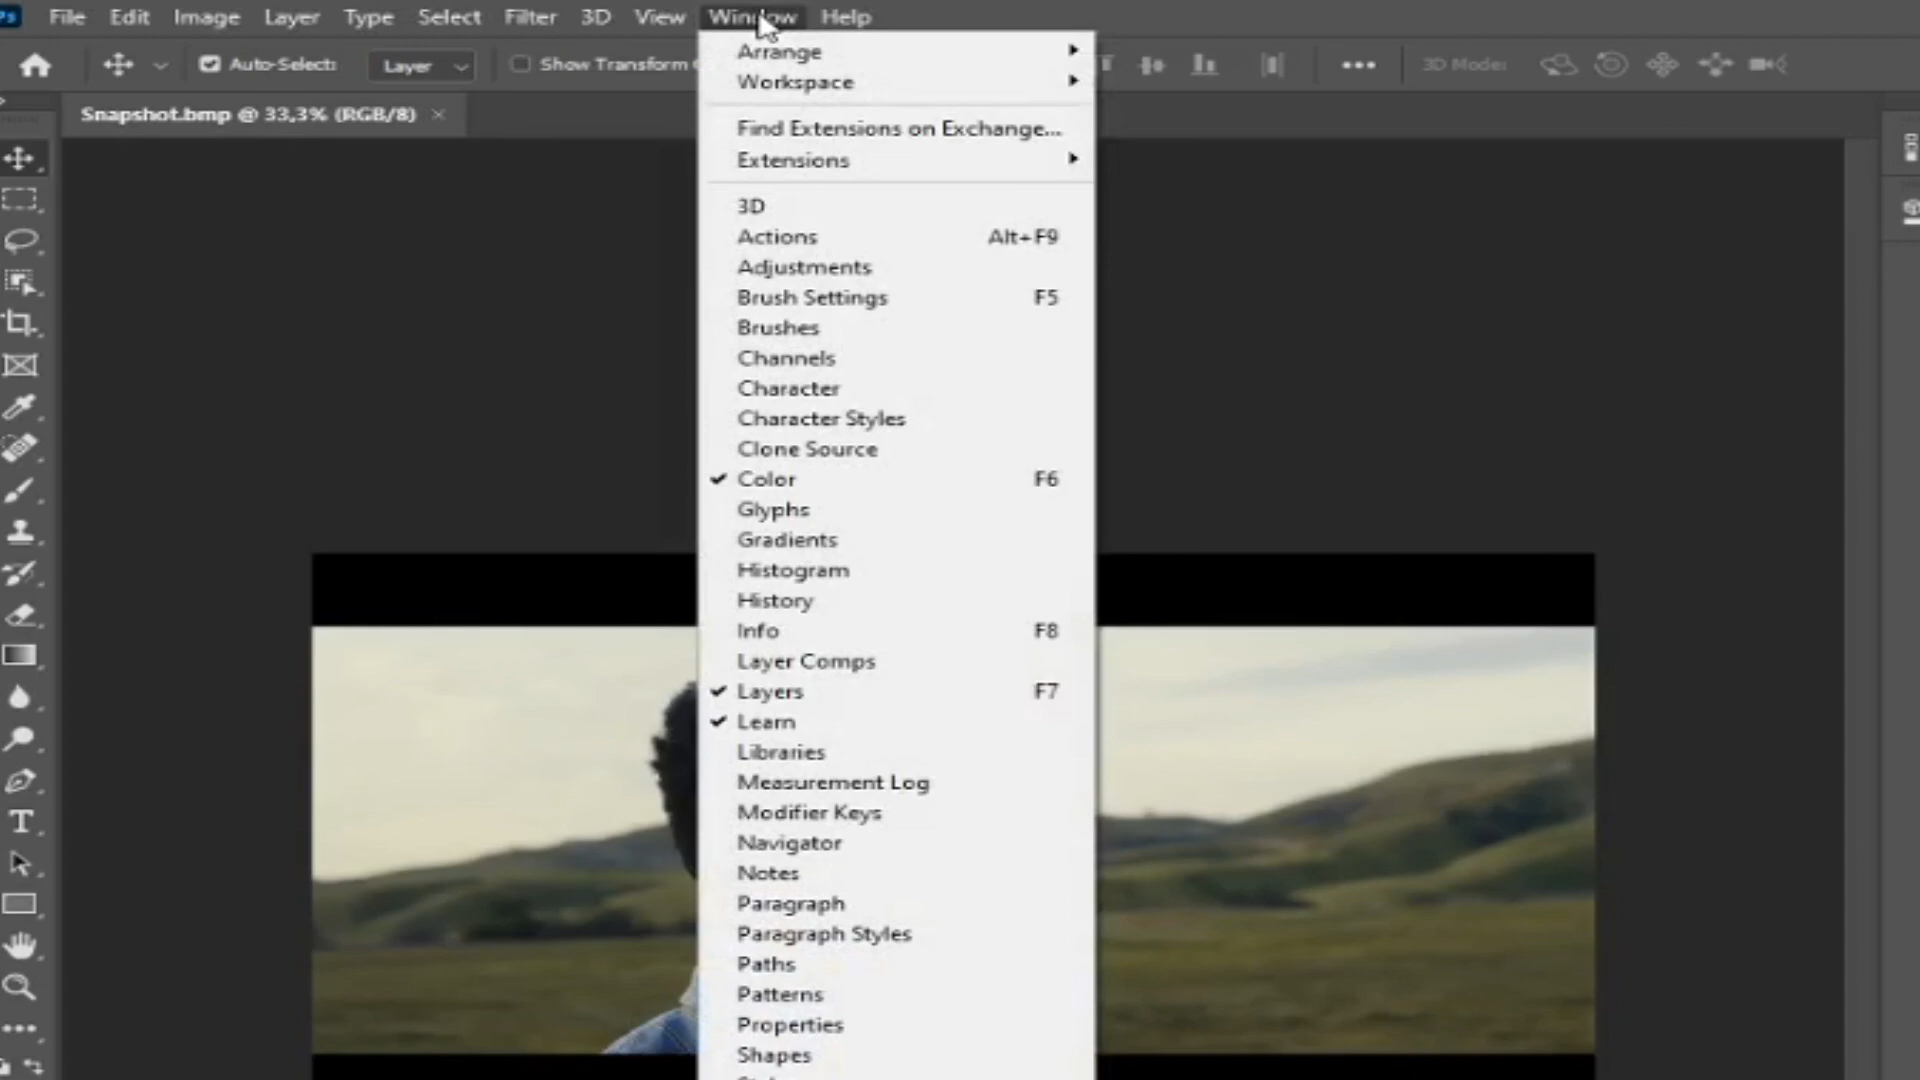 File Edit Image Layer Type Select Filter 3D View Window Help
Auto-Select: Layer Show Transform 3D Mode:
Snapshot.bmp @ 33,3% (RGB/8) ×
Arrange
Workspace
Find Extensions on Exchange...
Extensions
3D
Actions Alt+F9
Adjustments
Brush Settings F5
Brushes
Channels
Character
Character Styles
Clone Source
Color F6
Glyphs
Gradients
Histogram
History
Info F8
Layer Comps
Layers F7
Learn
Libraries
Measurement Log
Modifier Keys
Navigator
Notes
Paragraph
Paragraph Styles
Paths
Patterns
Properties
Shapes